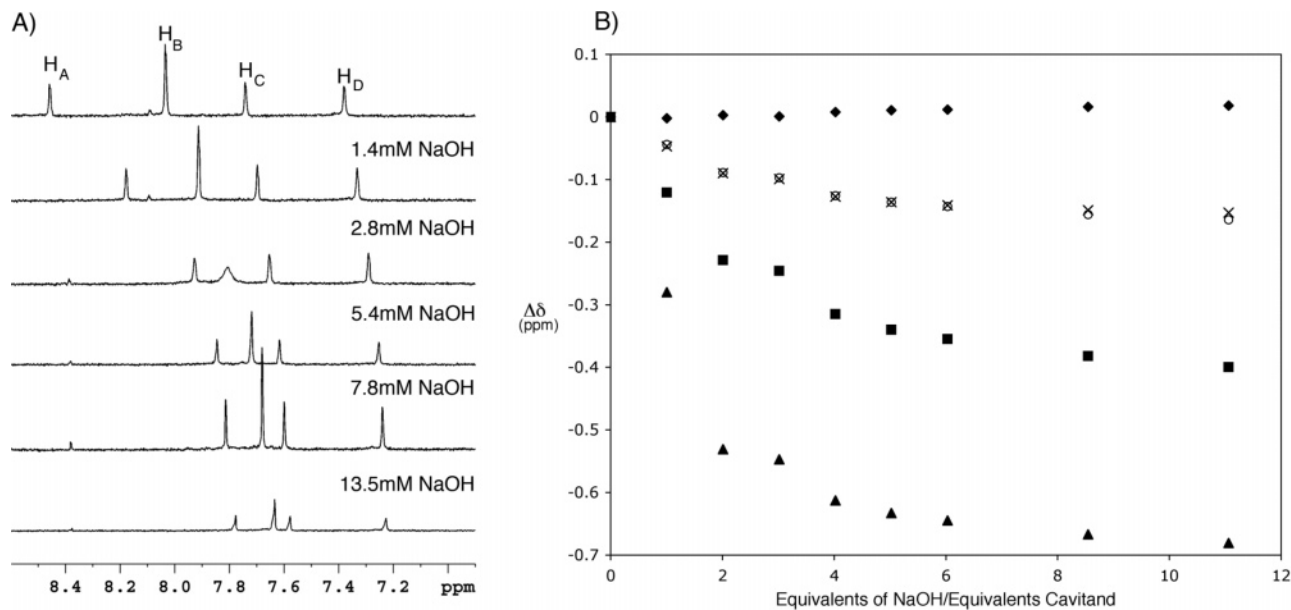 A)
H_A
H_B
H_C
H_D
1.4mM NaOH
2.8mM NaOH
5.4mM NaOH
7.8mM NaOH
13.5mM NaOH
8.4 8.2 8.0 7.8 7.6 7.4 7.2 ppm
B)
0.1
0
-0.1
-0.2
-0.3
-0.4
-0.5
-0.6
-0.7
Δδ
(ppm)
0 2 4 6 8 10 12
Equivalents of NaOH/Equivalents Cavitand